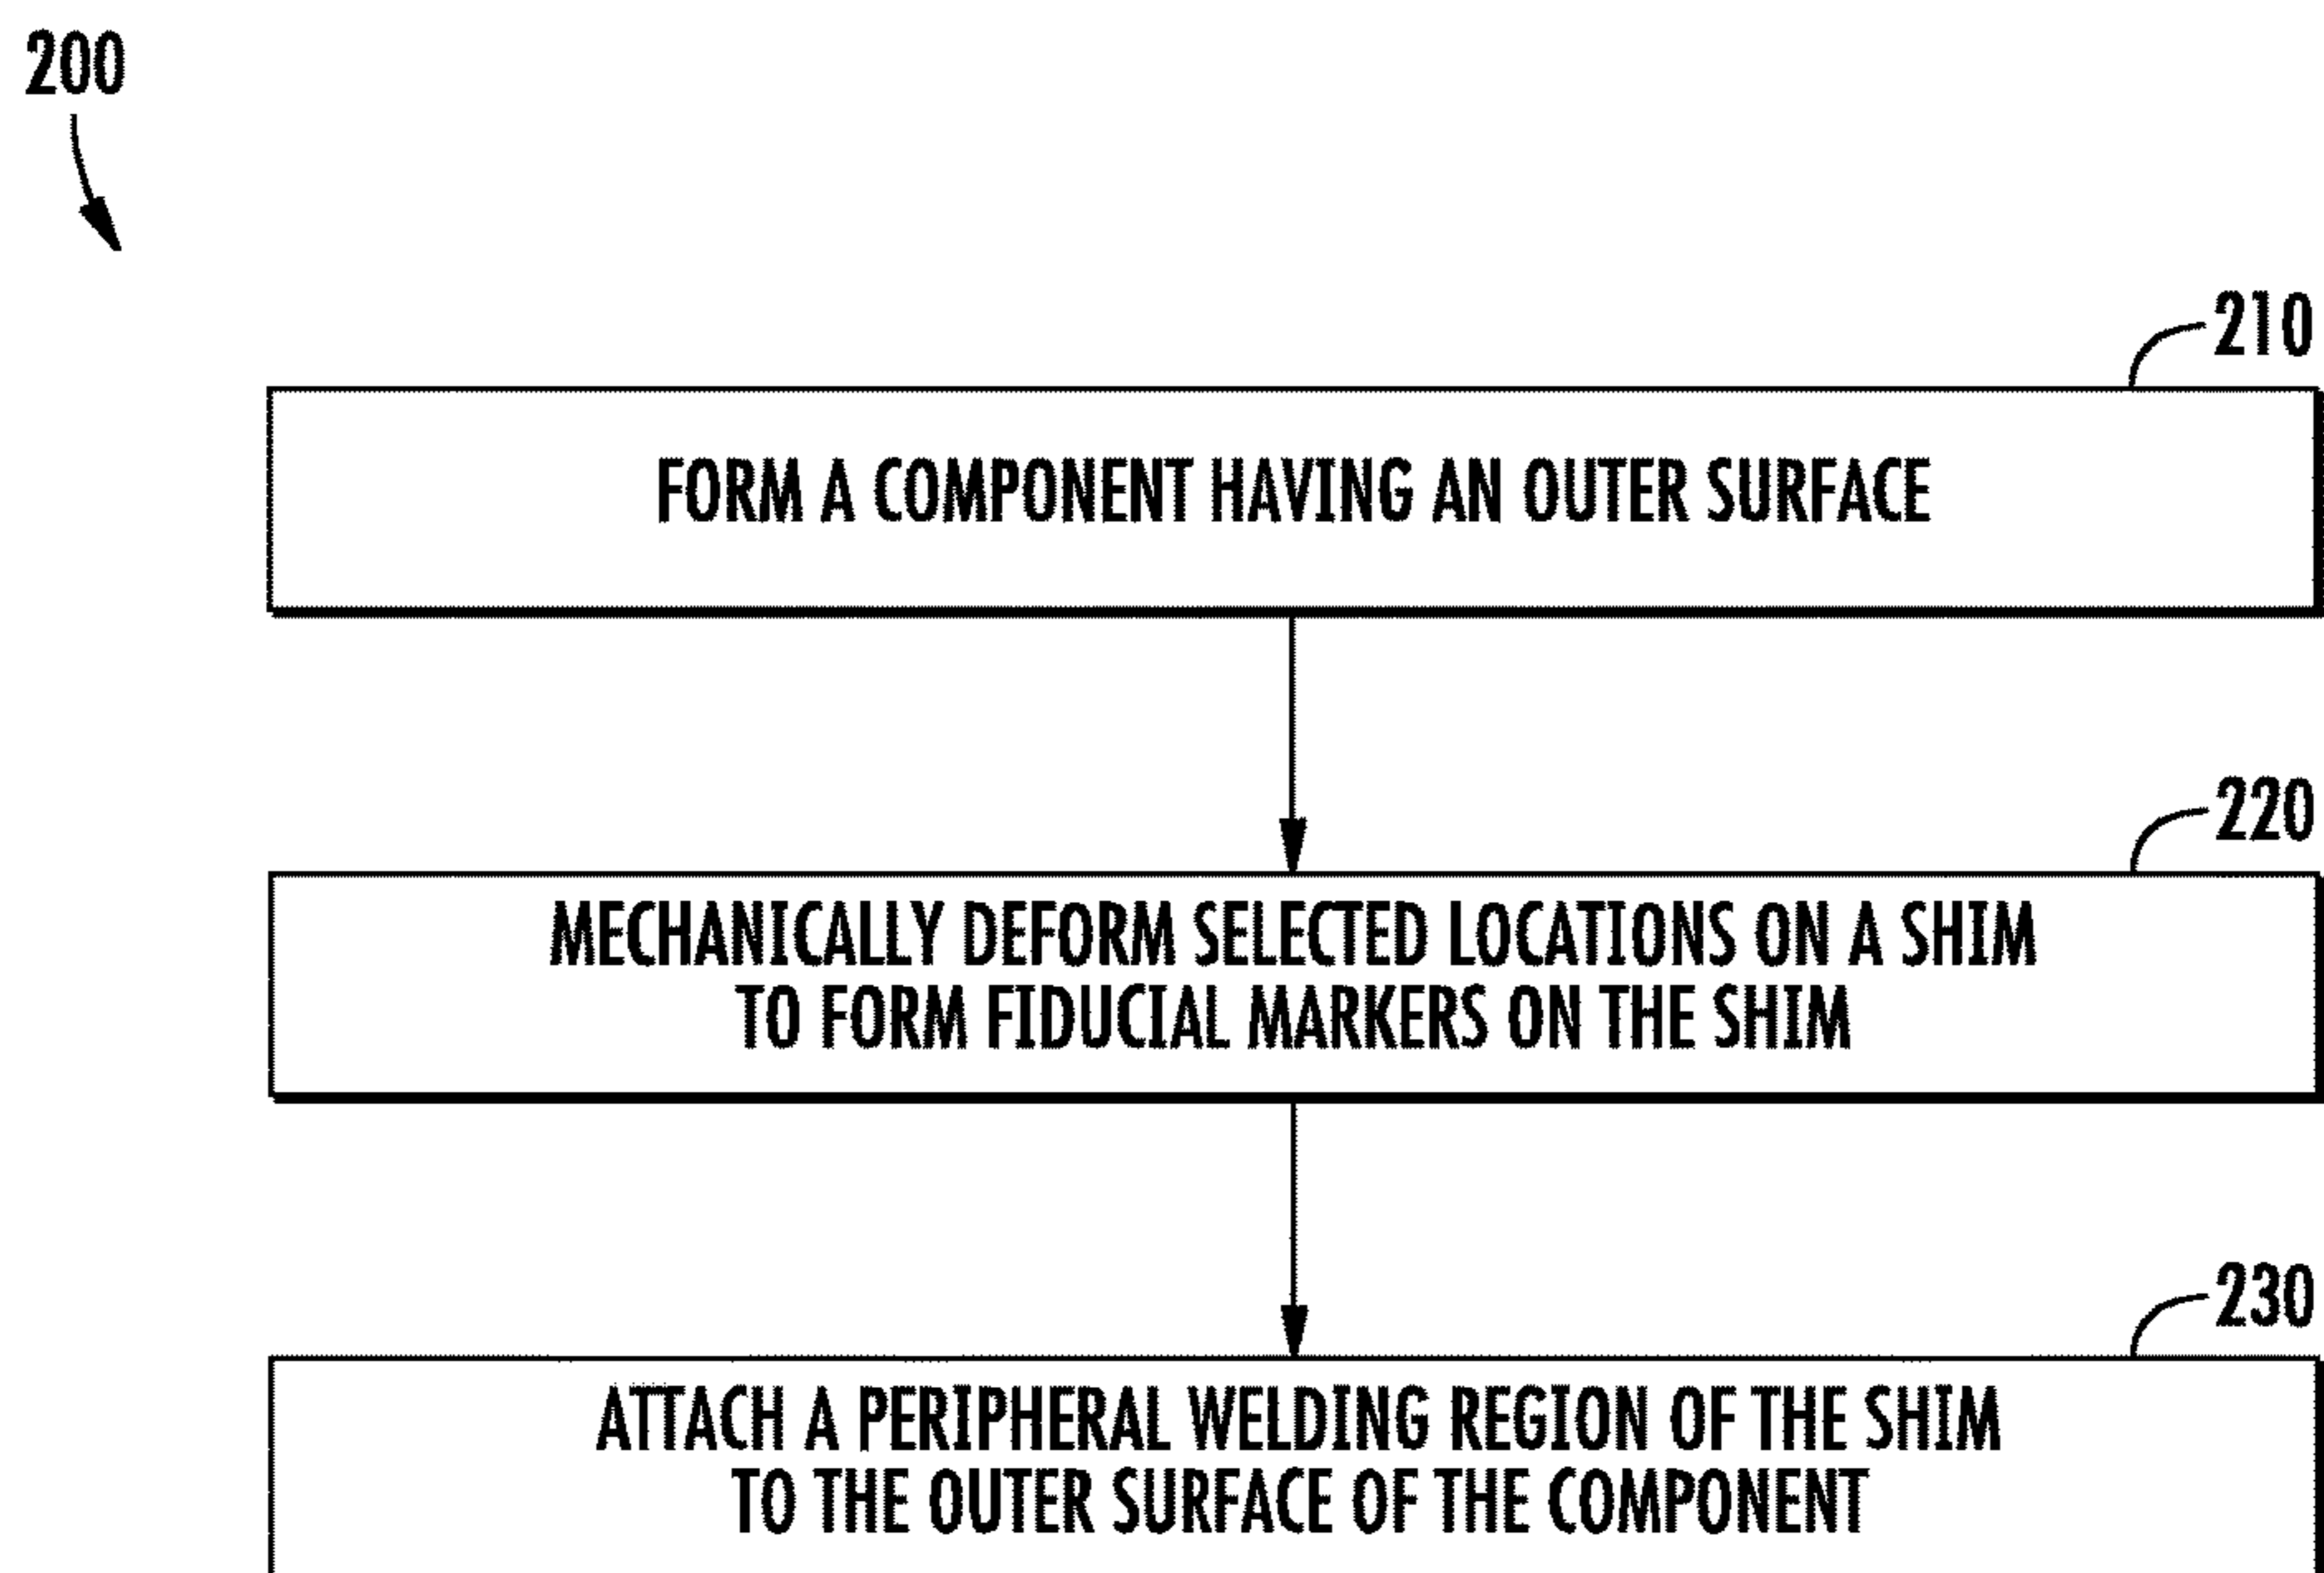 200
210
FORM A COMPONENT HAVING AN OUTER SURFACE
220
MECHANICALLY DEFORM SELECTED LOCATIONS ON A SHIM
TO FORM FIDUCIAL MARKERS ON THE SHIM
230
ATTACH A PERIPHERAL WELDING REGION OF THE SHIM
TO THE OUTER SURFACE OF THE COMPONENT